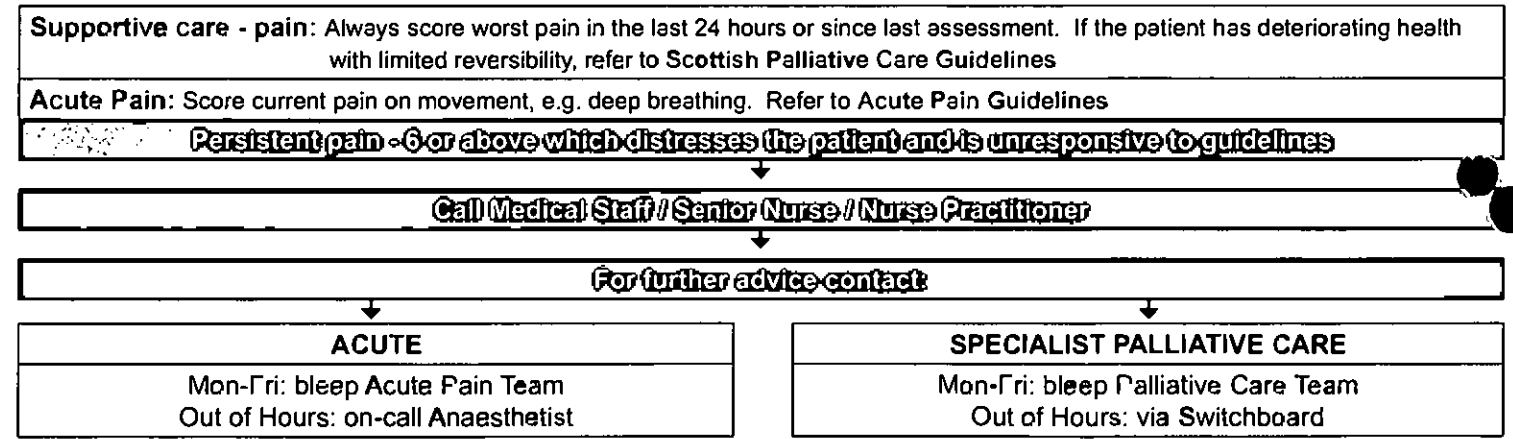 Supportive care - pain: Always score worst pain in the last 24 hours or since last assessment. If the patient has deteriorating health
with limited reversibility, refer to Scottish Palliative Care Guidelines
Acute Pain: Score current pain on movement, e.g. deep breathing. Refer to Acute Pain Guidelines
Persistent pain - 6 or above which distresses the patient and is unresponsive to guidelines
Call Medical Staff / Senior Nurse / Nurse Practitioner
For further advice contact:
ACUTE
Mon-Fri: bleep Acute Pain Team
Out of Hours: on-call Anaesthetist
SPECIALIST PALLIATIVE CARE
Mon-Fri: bleep Palliative Care Team
Out of Hours: via Switchboard